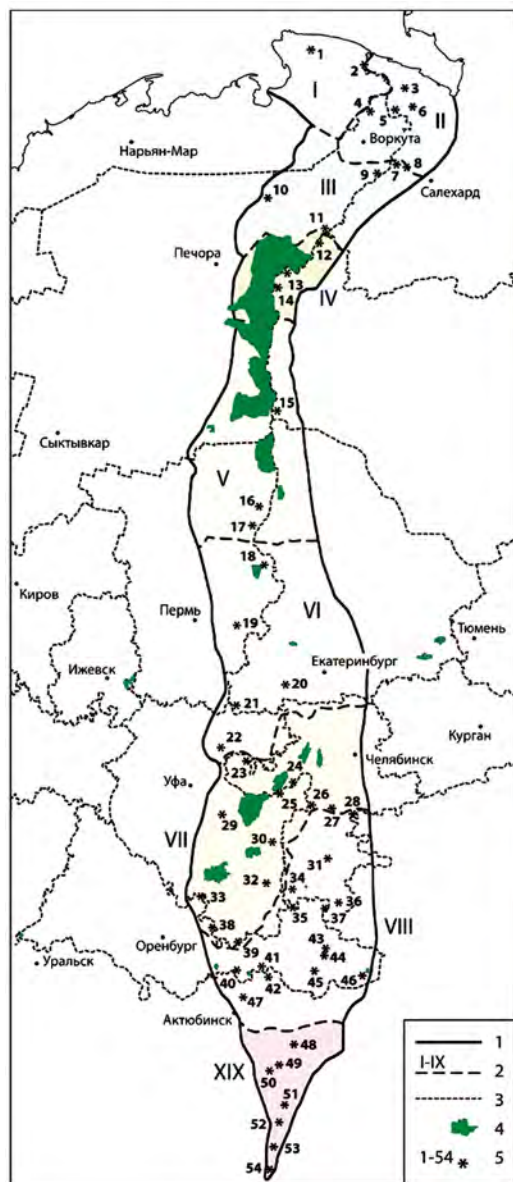 1
2
3
I
4
5
6
II
Воркута
Нарьян-Мар
7
8
9
III
Салехард
10
11
12
Печора
13
14
IV
15
Сыктывкар
V
16
17
18
Киров
Пермь
19
VI
Тюмень
Ижевск
Екатеринбург
20
21
Курган
22
Челябинск
23
24
Уфа
25
26
28
27
29
VII
30
31
32
34
33
36
35
37
VIII
38
Оренбург
39
43
44
Уральск
41
40
42
45
46
47
Актюбинск
48
XIX
49
50
51
52
53
54
1
I-IX
2
3
4
1-54
5